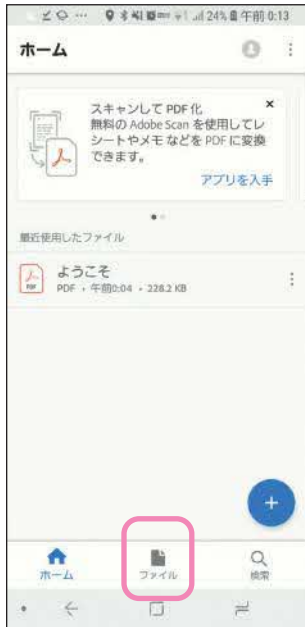 24% 午前 0:13
ホーム
スキャンして PDF 化
無料の Adobe Scan を使用してレ
シートやメモ などを PDF に変換
できます。
アプリを入手
最近使用したファイル
ようこそ
PDF ・ 午前0:04 ・ 228.2 KB
PDF
ホーム ファイル 検索